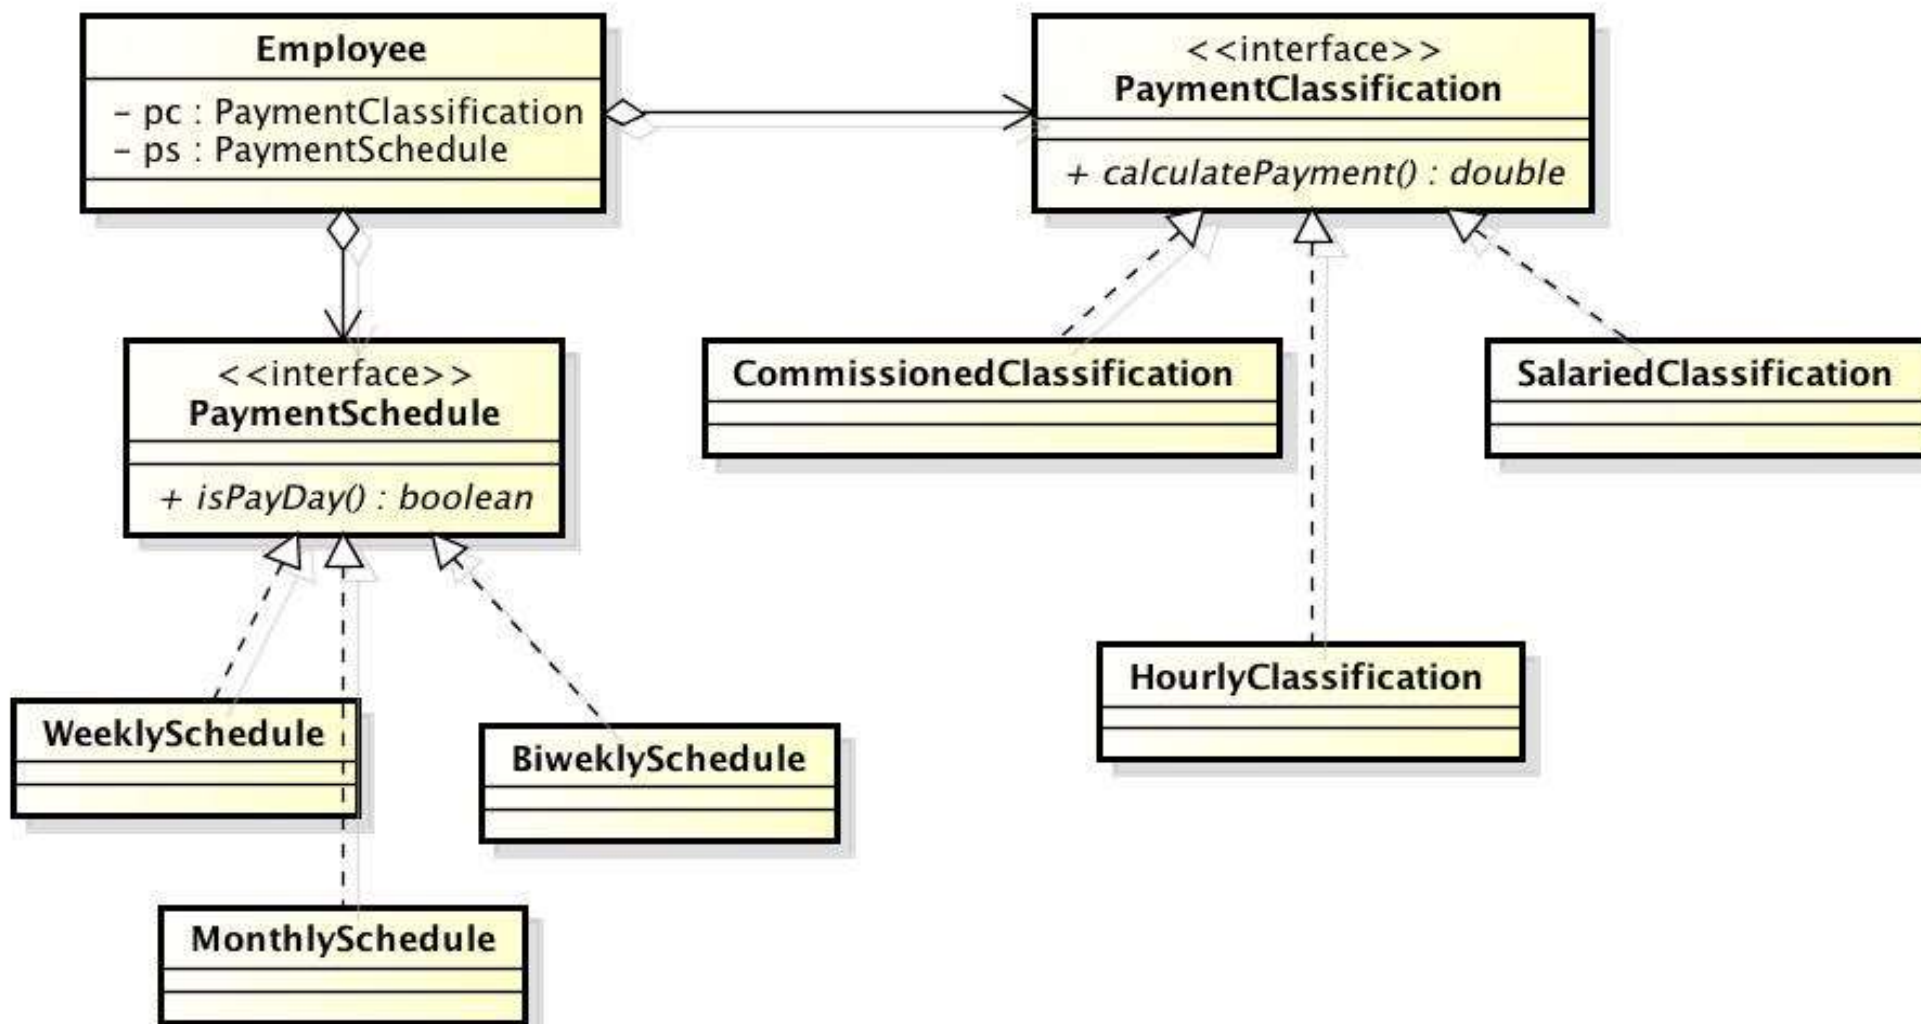 Employee
- pc : PaymentClassification
- ps : PaymentSchedule
<<interface>>
PaymentClassification
+ calculatePayment() : double
<<interface>>
PaymentSchedule
+ isPayDay() : boolean
CommissionedClassification
SalariedClassification
HourlyClassification
WeeklySchedule
BiweklySchedule
MonthlySchedule